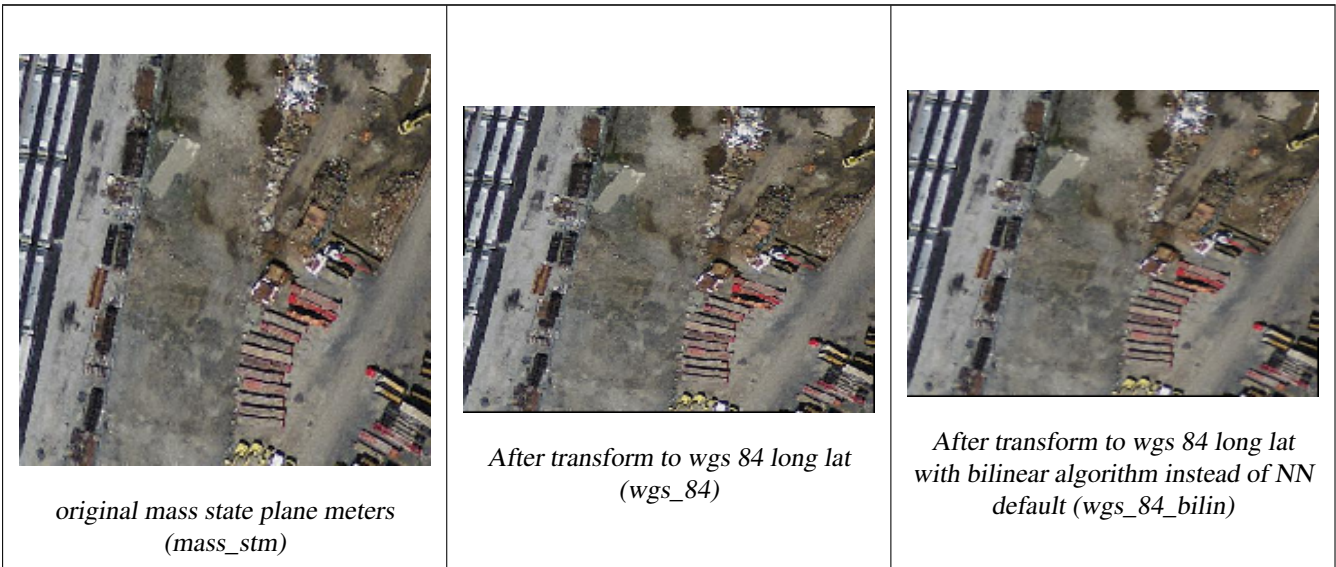 original mass state plane meters
(mass_stm)
After transform to wgs 84 long lat
(wgs_84)
After transform to wgs 84 long lat
with bilinear algorithm instead of NN
default (wgs_84_bilin)